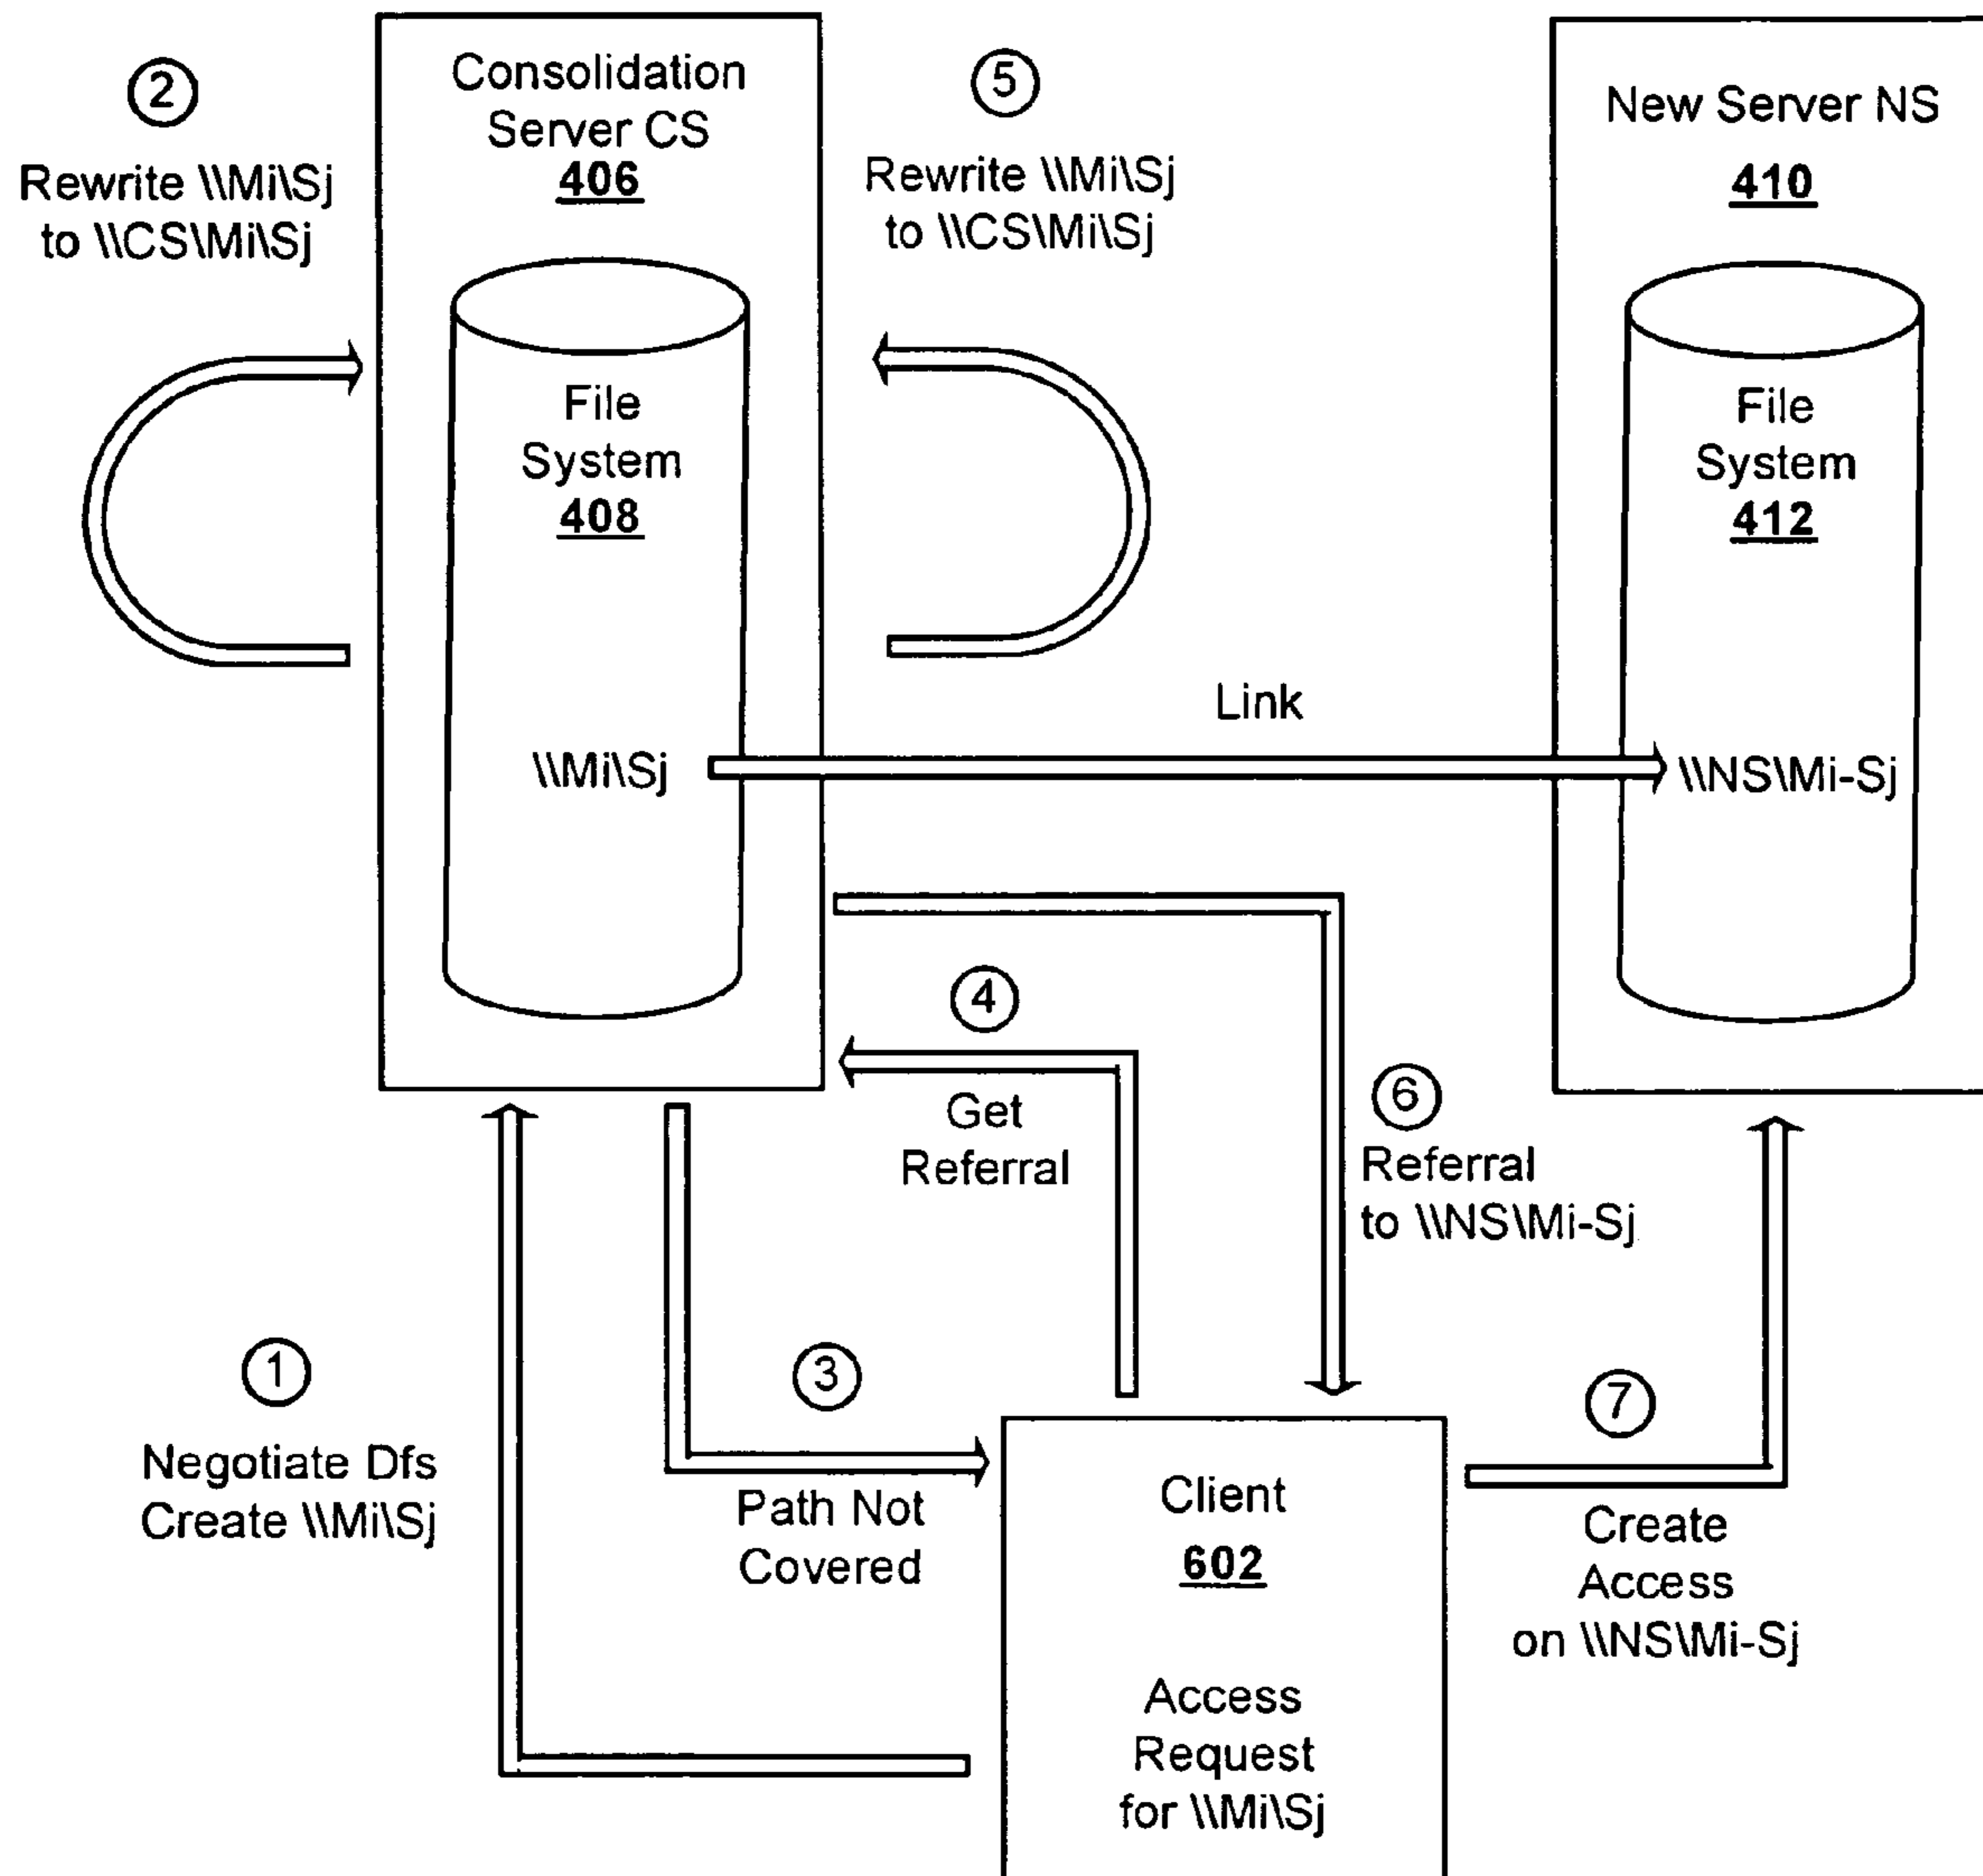 ②
Rewrite \\Mi\Sj
to \\CS\Mi\Sj
Consolidation
Server CS
406
⑤
Rewrite \\Mi\Sj
to \\CS\Mi\Sj
New Server NS
410
File
System
408
File
System
412
Link
\\Mi\Sj
\\NS\Mi-Sj
④
Get
Referral
⑥
Referral
to \\NS\Mi-Sj
①
Negotiate Dfs
Create \\Mi\Sj
③
Path Not
Covered
Client
602
Access
Request
for \\Mi\Sj
⑦
Create
Access
on \\NS\Mi-Sj